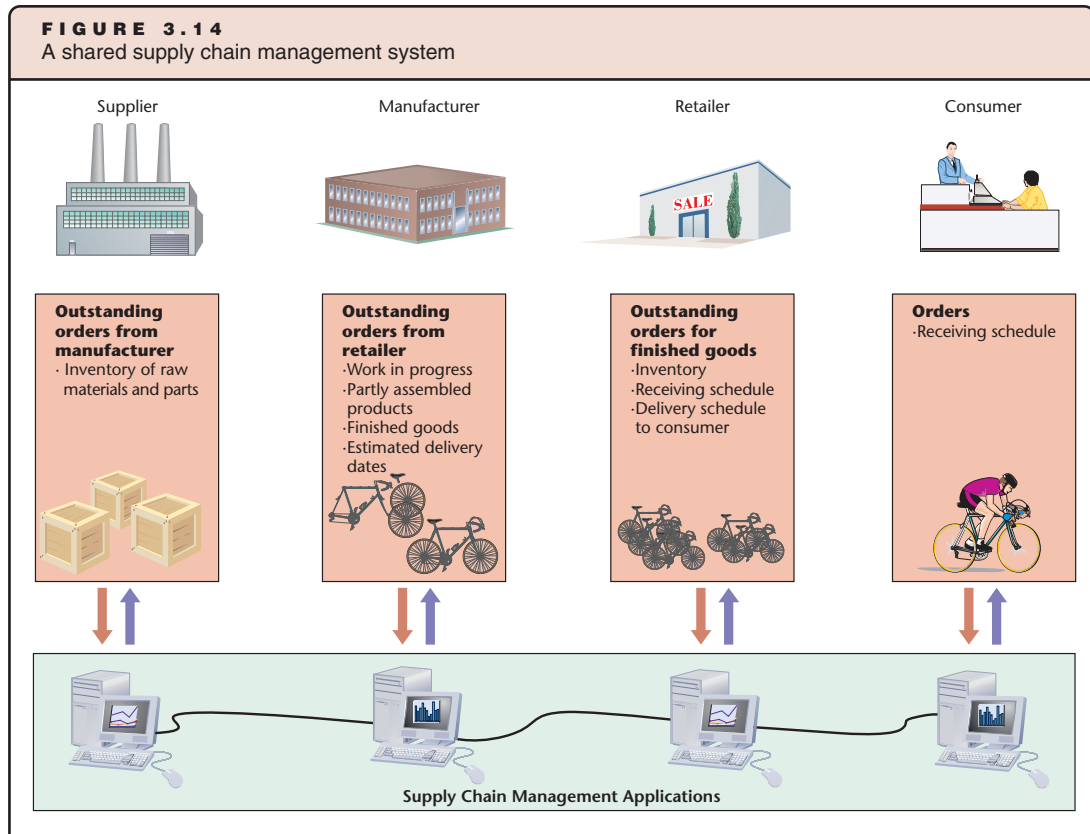 FIGURE 3.14
A shared supply chain management system
Supplier
Manufacturer
Retailer
Consumer
SALE
Outstanding
orders from
manufacturer
· Inventory of raw
materials and parts
Outstanding
orders from
retailer
·Work in progress
·Partly assembled
products
·Finished goods
·Estimated delivery
dates
Outstanding
orders for
finished goods
·Inventory
·Receiving schedule
·Delivery schedule
to consumer
Orders
·Receiving schedule
Supply Chain Management Applications